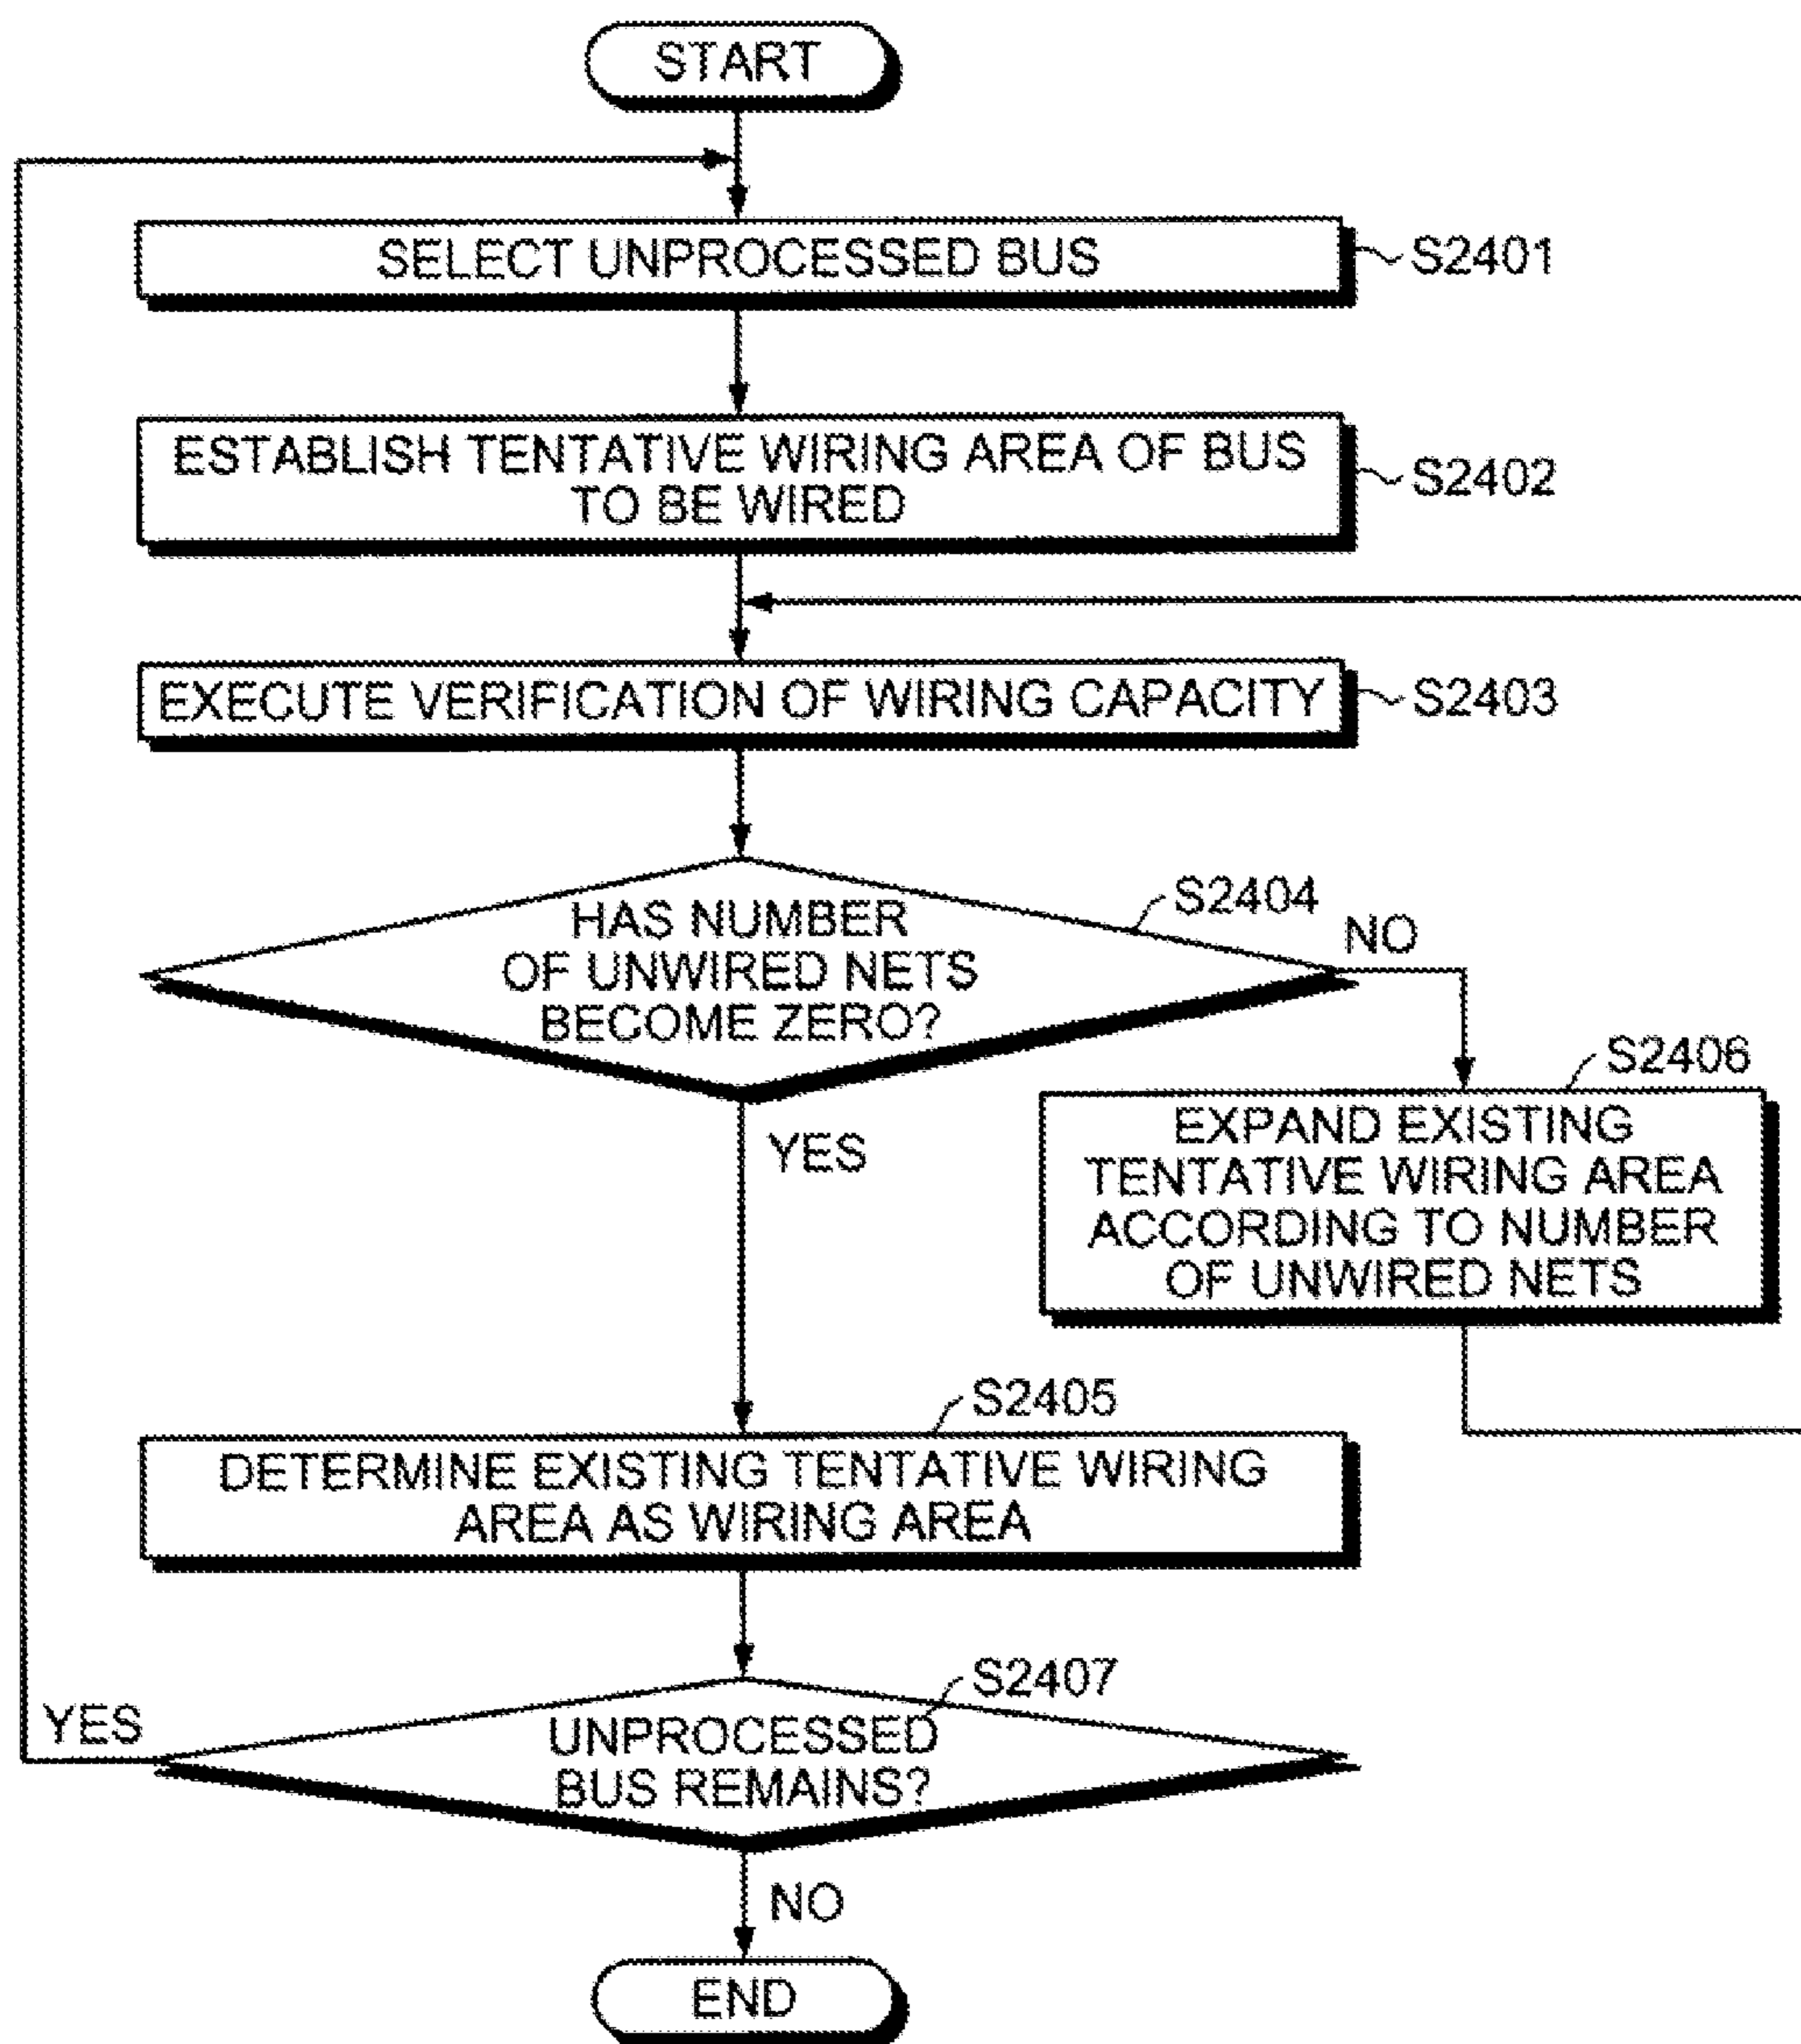 START
SELECT UNPROCESSED BUS
S2401
ESTABLISH TENTATIVE WIRING AREA OF BUS
TO BE WIRED
S2402
EXECUTE VERIFICATION OF WIRING CAPACITY
S2403
HAS NUMBER
OF UNWIRED NETS
BECOME ZERO?
S2404
NO
YES
S2406
EXPAND EXISTING
TENTATIVE WIRING AREA
ACCORDING TO NUMBER
OF UNWIRED NETS
S2405
DETERMINE EXISTING TENTATIVE WIRING
AREA AS WIRING AREA
S2407
YES
UNPROCESSED
BUS REMAINS?
NO
END